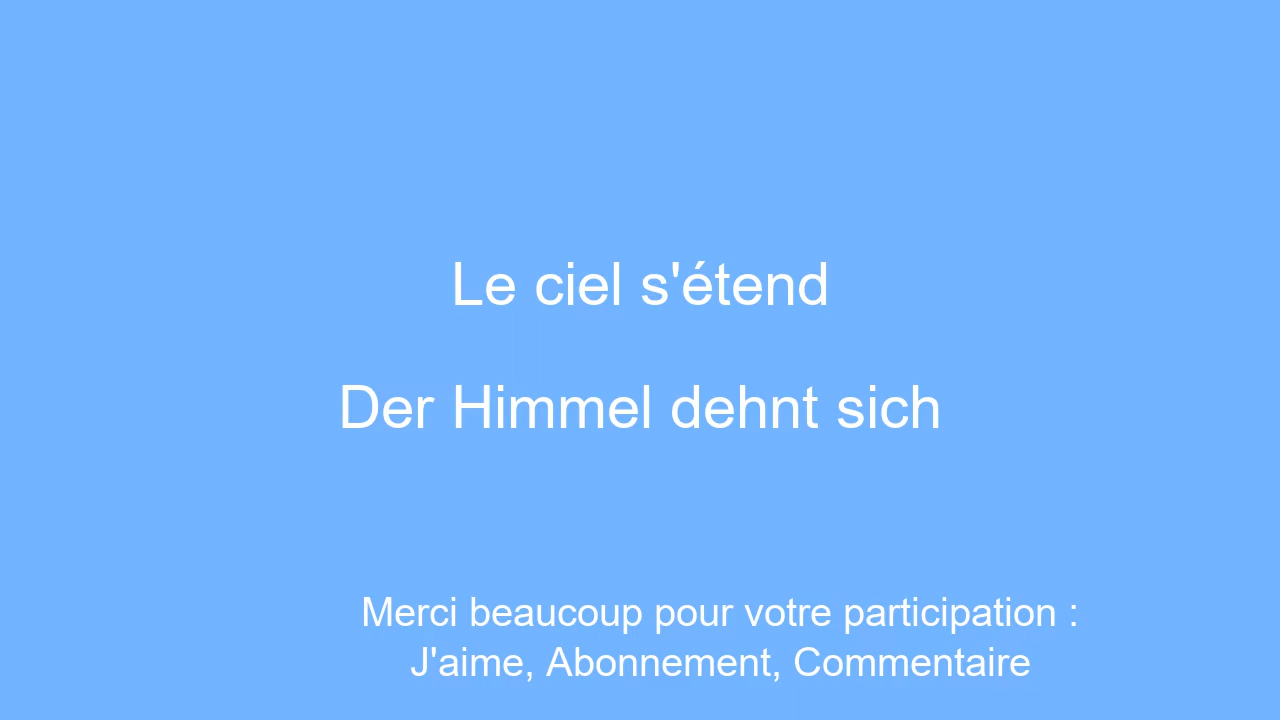 Le ciel s'étend
Der Himmel dehnt sich
Merci beaucoup pour votre participation :
J'aime, Abonnement, Commentaire